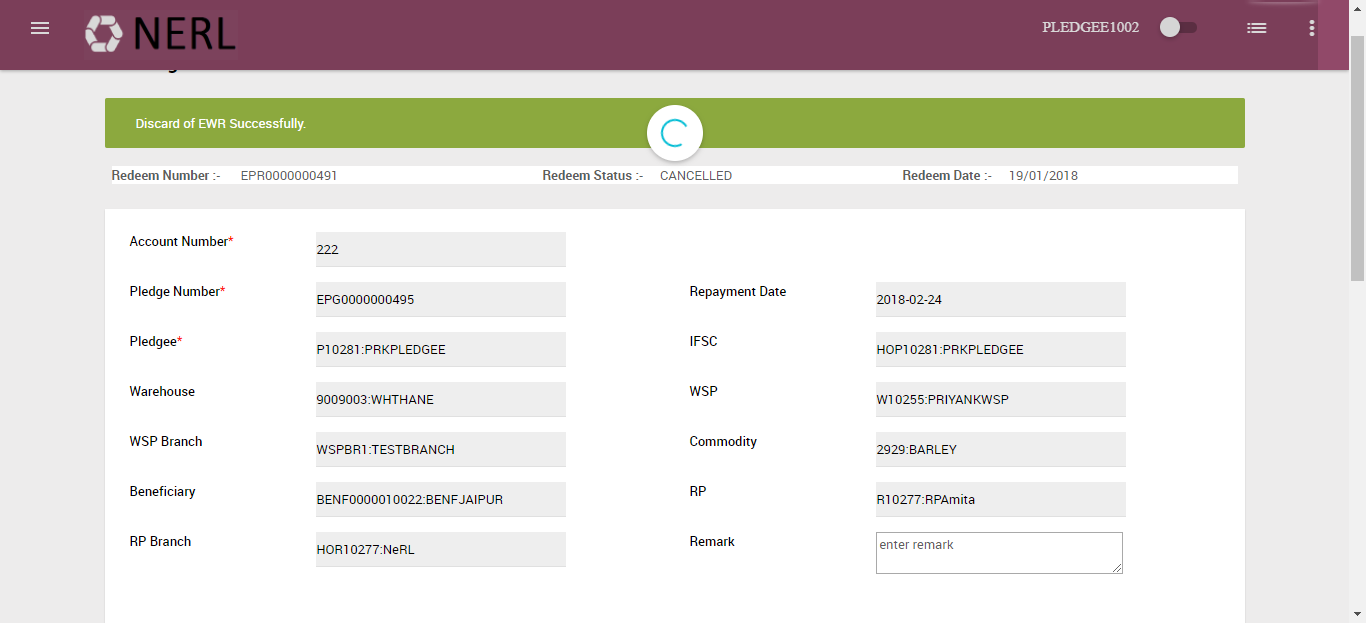 NERL
PLEDGEE1002
Discard of EWR Successfully.
Redeem Number :- EPR0000000491 Redeem Status :- CANCELLED Redeem Date :- 19/01/2018
Account Number* 222
Pledge Number* EPG0000000495 Repayment Date 2018-02-24
Pledgee* P10281:PRKPLEDGEE IFSC HOP10281:PRKPLEDGEE
Warehouse 9009003:WHTHANE WSP W10255:PRIYANKWSP
WSP Branch WSPBR1:TESTBRANCH Commodity 2929:BARLEY
Beneficiary BENF0000010022:BENFJAIPUR RP R10277:RPAmita
RP Branch HOR10277:NeRL Remark enter remark